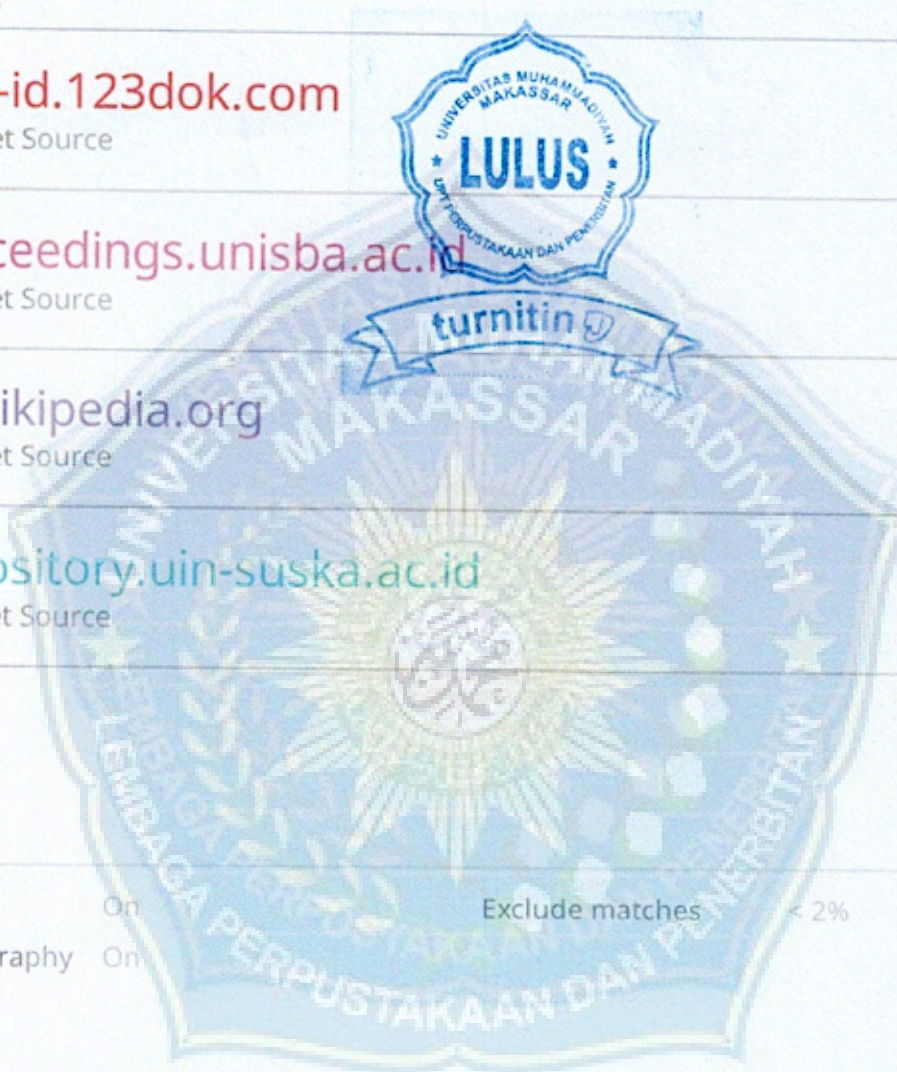 -id.123dok.com
et Source
UNIVERSITAS MUHAMMADIYAH
MAKASSAR
LULUS
UPT PERPUSTAKAAN DAN PENERBITAN
turnitin
ceedings.unisba.ac.id
et Source
ikipedia.org
et Source
ository.uin-suska.ac.id
et Source
UNIVERSITAS MUHAMMADIYAH
MAKASSAR
LEMBAGA PERPUSTAKAAN DAN PENERBITAN
On
Exclude matches
< 2%
raphy On